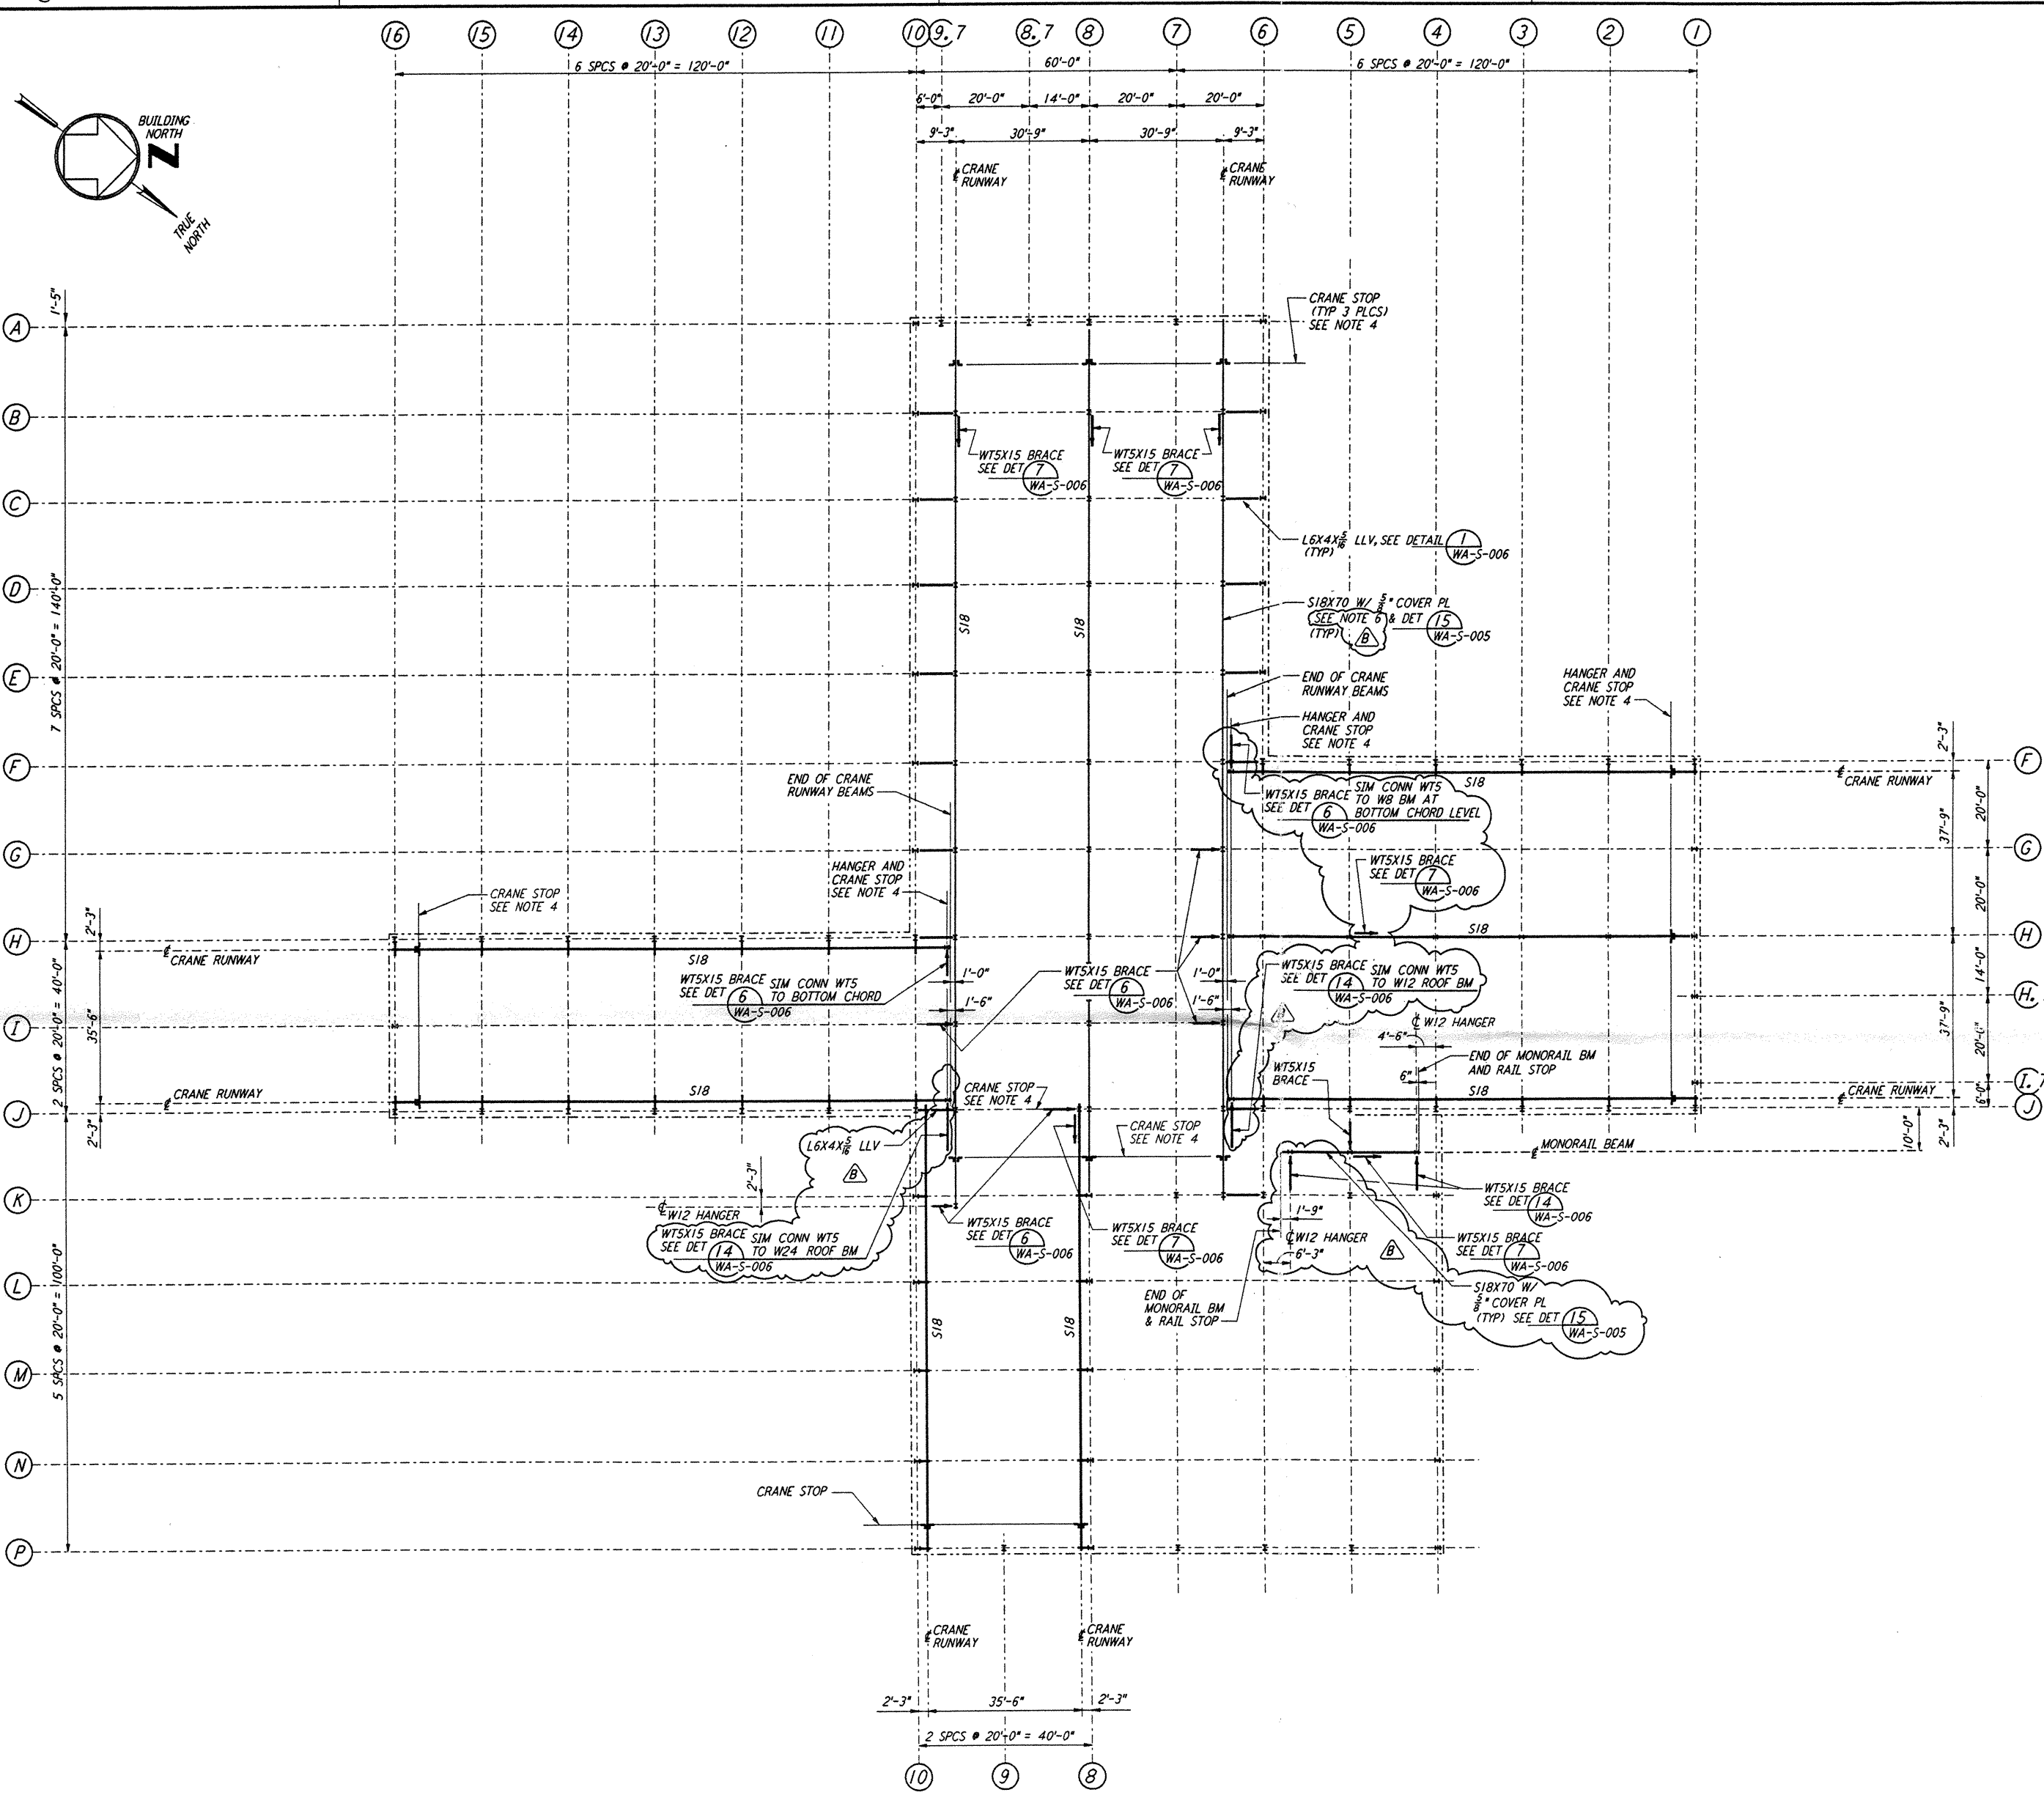 16 15 14 13 12 11 10 9.7 8.7 8 7 6 5 4 3 2 1
6 SPCS @ 20'-0" = 120'-0"
60'-0"
6 SPCS @ 20'-0" = 120'-0"
6'-0" 20'-0" 14'-0" 20'-0" 20'-0"
9'-3" 30'-9" 30'-9" 9'-3"
BUILDING
NORTH
N
TRUE
NORTH
℄ CRANE
RUNWAY
℄ CRANE
RUNWAY
1'-5"
A
CRANE STOP
(TYP 3 PLCS)
SEE NOTE 4
B
WT5X15 BRACE
SEE DET 7
WA-S-006
WT5X15 BRACE
SEE DET 7
WA-S-006
C
L6X4X5/16 LLV, SEE DETAIL 1
(TYP) WA-S-006
D
7 SPCS @ 20'-0" = 140'-0"
S18
S18
S18X70 W/ 5/8" COVER PL
SEE NOTE 6 & DET 15
(TYP) B WA-S-005
E
END OF CRANE
RUNWAY BEAMS
HANGER AND
CRANE STOP
SEE NOTE 4
HANGER AND
CRANE STOP
SEE NOTE 4
2'-3"
F
F
END OF CRANE
RUNWAY BEAMS
S18
℄ CRANE RUNWAY
WT5X15 BRACE SIM CONN WT5
SEE DET 6 TO W8 BM AT
BOTTOM CHORD LEVEL
WA-S-006
20'-0"
37'-9"
G
G
HANGER AND
CRANE STOP
SEE NOTE 4
WT5X15 BRACE
SEE DET 7
WA-S-006
CRANE STOP
SEE NOTE 4
20'-0"
2'-3"
H
H
S18
℄ CRANE RUNWAY
S18
WT5X15 BRACE SIM CONN WT5
SEE DET 6 TO BOTTOM CHORD
WA-S-006
1'-0"
1'-6"
WT5X15 BRACE
SEE DET 6
WA-S-006
1'-0"
1'-6"
WT5X15 BRACE SIM CONN WT5
SEE DET 14 TO W12 ROOF BM
WA-S-006
14'-0"
H.
2 SPCS @ 20'-0" = 40'-0"
35'-6"
I
B
℄ W12 HANGER
4'-6"
END OF MONORAIL BM
AND RAIL STOP
6"
WT5X15
BRACE
37'-9"
20'-0"
I.7
6'-0"
℄ CRANE RUNWAY
S18
CRANE STOP
SEE NOTE 4
S18
℄ CRANE RUNWAY
J
J
2'-3"
L6X4X5/16 LLV
B
CRANE STOP
SEE NOTE 4
MONORAIL BEAM
℄
10'-0"
2'-3"
K
2'-3"
℄ W12 HANGER
WT5X15 BRACE SIM CONN WT5
SEE DET 14 TO W24 ROOF BM
WA-S-006
WT5X15 BRACE
SEE DET 6
WA-S-006
WT5X15 BRACE
SEE DET 7
WA-S-006
WT5X15 BRACE
SEE DET 14
WA-S-006
1'-9"
℄ W12 HANGER
6'-3"
B
WT5X15 BRACE
SEE DET 7
WA-S-006
L
END OF
MONORAIL BM
& RAIL STOP
S18X70 W/
5/8" COVER PL
(TYP) SEE DET 15
WA-S-005
5 SPCS @ 20'-0" = 100'-0"
S18
S18
M
N
CRANE STOP
P
℄ CRANE
RUNWAY
℄ CRANE
RUNWAY
2'-3" 35'-6" 2'-3"
2 SPCS @ 20'-0" = 40'-0"
10 9 8